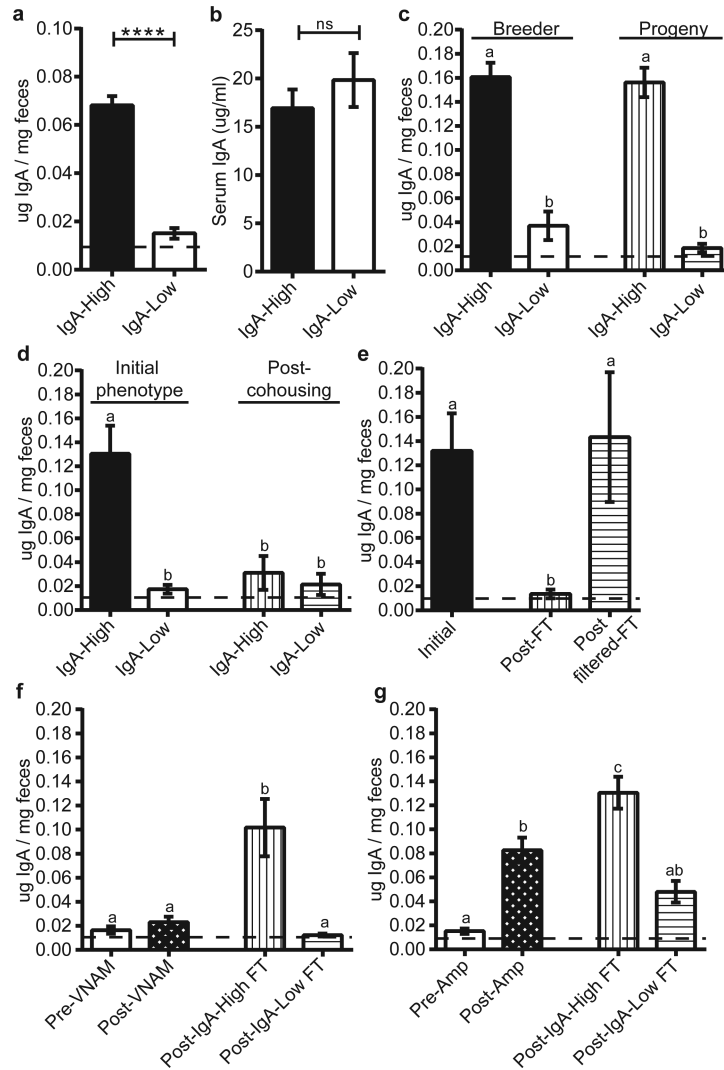 a
ug IgA / mg feces
0.10
0.08
0.06
0.04
0.02
0.00
****
IgA-High
IgA-Low
b
Serum IgA (ug/ml)
25
20
15
10
5
0
ns
IgA-High
IgA-Low
c
ug IgA / mg feces
0.20
0.18
0.16
0.14
0.12
0.10
0.08
0.06
0.04
0.02
0.00
Breeder
Progeny
a
b
a
b
IgA-High
IgA-Low
IgA-High
IgA-Low
d
ug IgA / mg feces
0.20
0.18
0.16
0.14
0.12
0.10
0.08
0.06
0.04
0.02
0.00
Initial
phenotype
Post-
cohousing
a
b
b
b
IgA-High
IgA-Low
IgA-High
IgA-Low
e
ug IgA / mg feces
0.20
0.18
0.16
0.14
0.12
0.10
0.08
0.06
0.04
0.02
0.00
a
b
a
Initial
Post-FT
Post
filtered-FT
f
ug IgA / mg feces
0.20
0.18
0.16
0.14
0.12
0.10
0.08
0.06
0.04
0.02
0.00
a
a
b
a
Pre-VNAM
Post-VNAM
Post-IgA-High FT
Post-IgA-Low FT
g
ug IgA / mg feces
0.20
0.18
0.16
0.14
0.12
0.10
0.08
0.06
0.04
0.02
0.00
a
b
c
ab
Pre-Amp
Post-Amp
Post-IgA-High FT
Post-IgA-Low FT